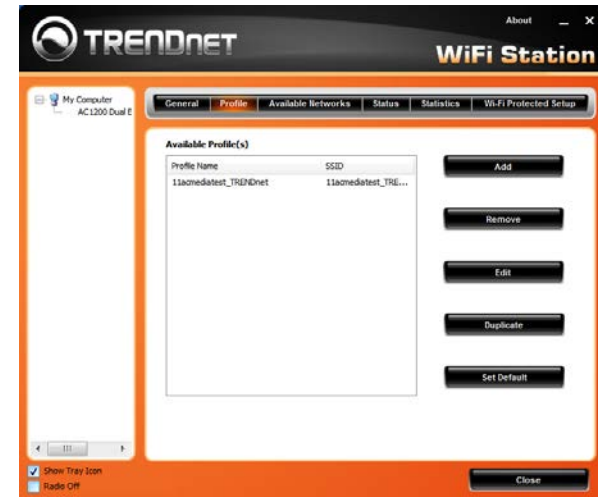 About
TRENDNET
WiFi Station
My Computer
AC1200 Dual
General Profile Available Networks Status Statistics Wi-Fi Protected Setup
Available Profile(s)
Profile Name SSID
11acmediatest_TRENDnet 11acmediatest_TRE...
Add
Remove
Edit
Duplicate
Set Default
Show Tray Icon
Radio Off
Close